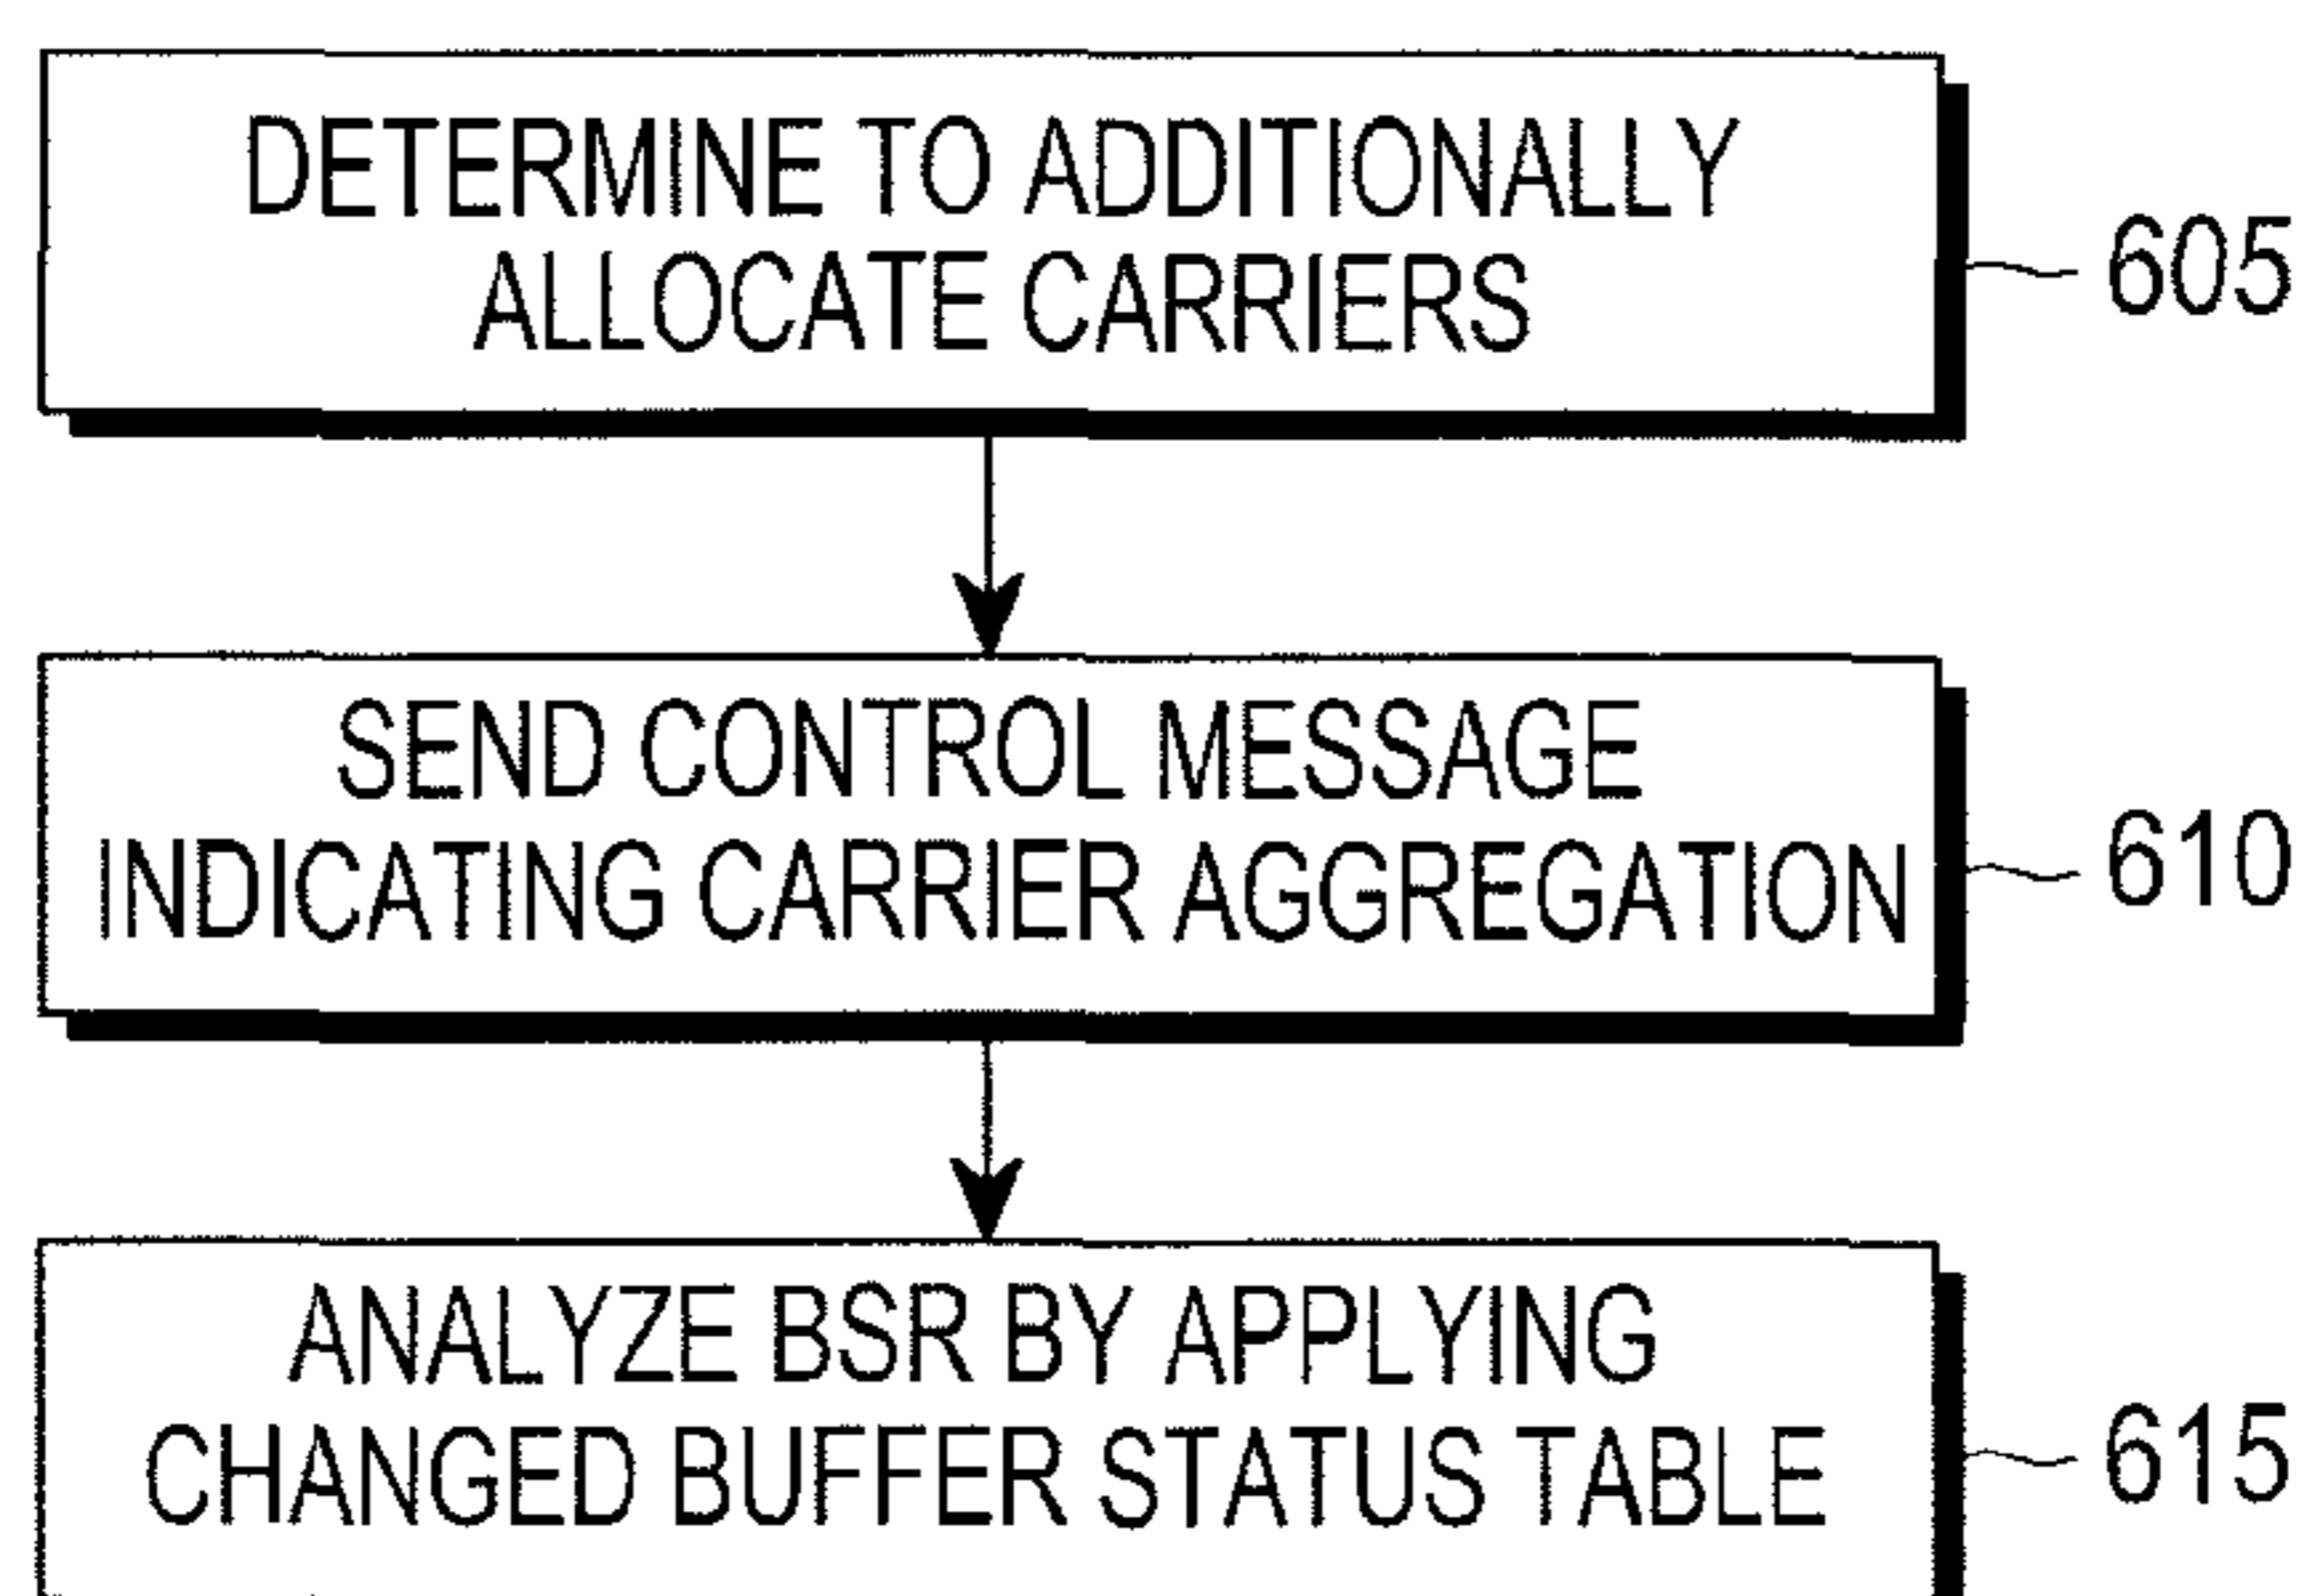 DETERMINE TO ADDITIONALLY
ALLOCATE CARRIERS
605
SEND CONTROL MESSAGE
INDICATING CARRIER AGGREGATION
610
ANALYZE BSR BY APPLYING
CHANGED BUFFER STATUS TABLE
615